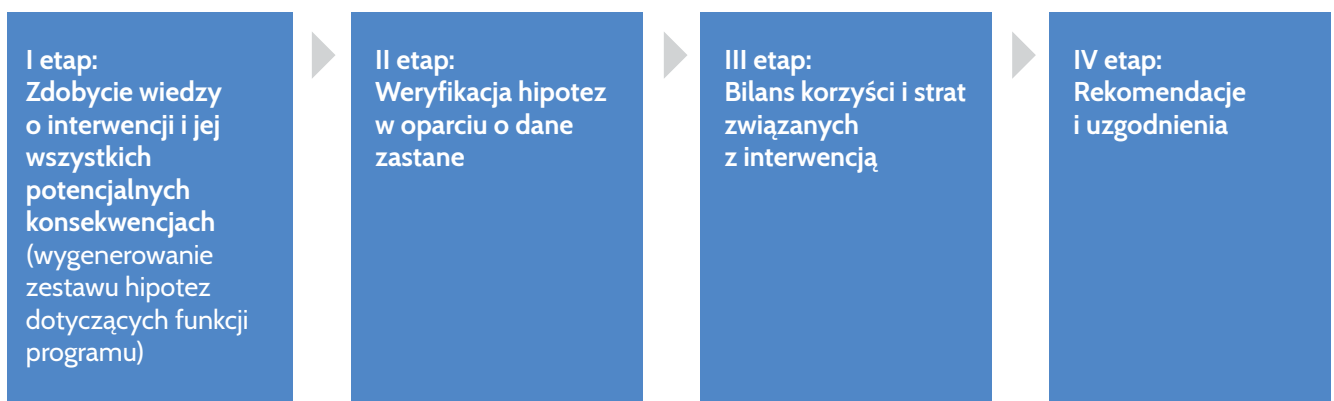 I etap:
Zdobycie wiedzy
o interwencji i jej
wszystkich
potencjalnych
konsekwencjach
(wygenerowanie
zestawu hipotez
dotyczących funkcji
programu)
II etap:
Weryfikacja hipotez
w oparciu o dane
zastane
III etap:
Bilans korzyści i strat
związanych
z interwencją
IV etap:
Rekomendacje
i uzgodnienia